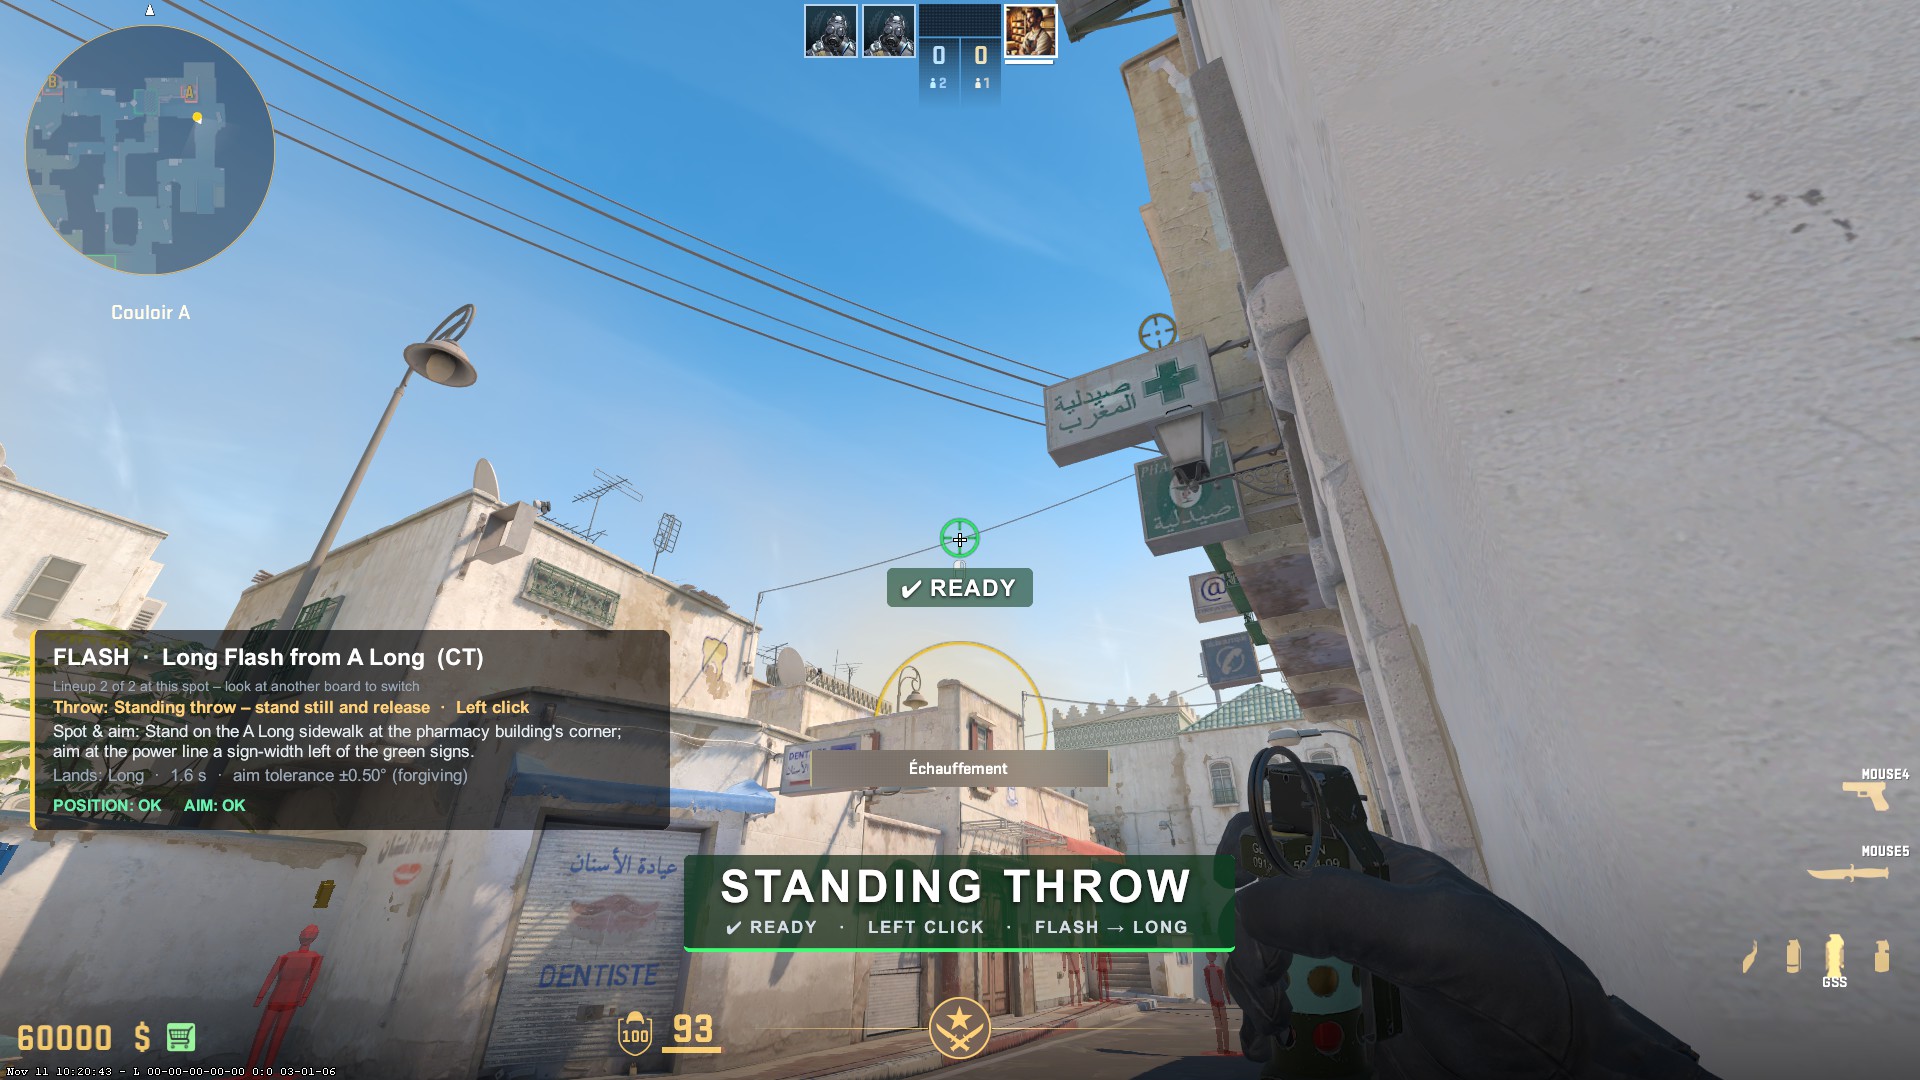 0 0
2 1
B
A
Couloir A
صيدلية
المغرب
PHA E
صيدلية
@
✔ READY
FLASH · Long Flash from A Long (CT)
Lineup 2 of 2 at this spot – look at another board to switch
Throw: Standing throw – stand still and release · Left click
Spot & aim: Stand on the A Long sidewalk at the pharmacy building's corner;
aim at the power line a sign-width left of the green signs.
Lands: Long · 1.6 s · aim tolerance ±0.50° (forgiving)
POSITION: OK AIM: OK
DENT
Échauffement
MOUSE4
MOUSE5
عيادة الأسنان
DENTISTE
STANDING THROW
✔ READY · LEFT CLICK · FLASH → LONG
GSS
60000 $
100 93
Nov 11 10:20:43 - L 00-00-00-00-00 0:0 03-01-06